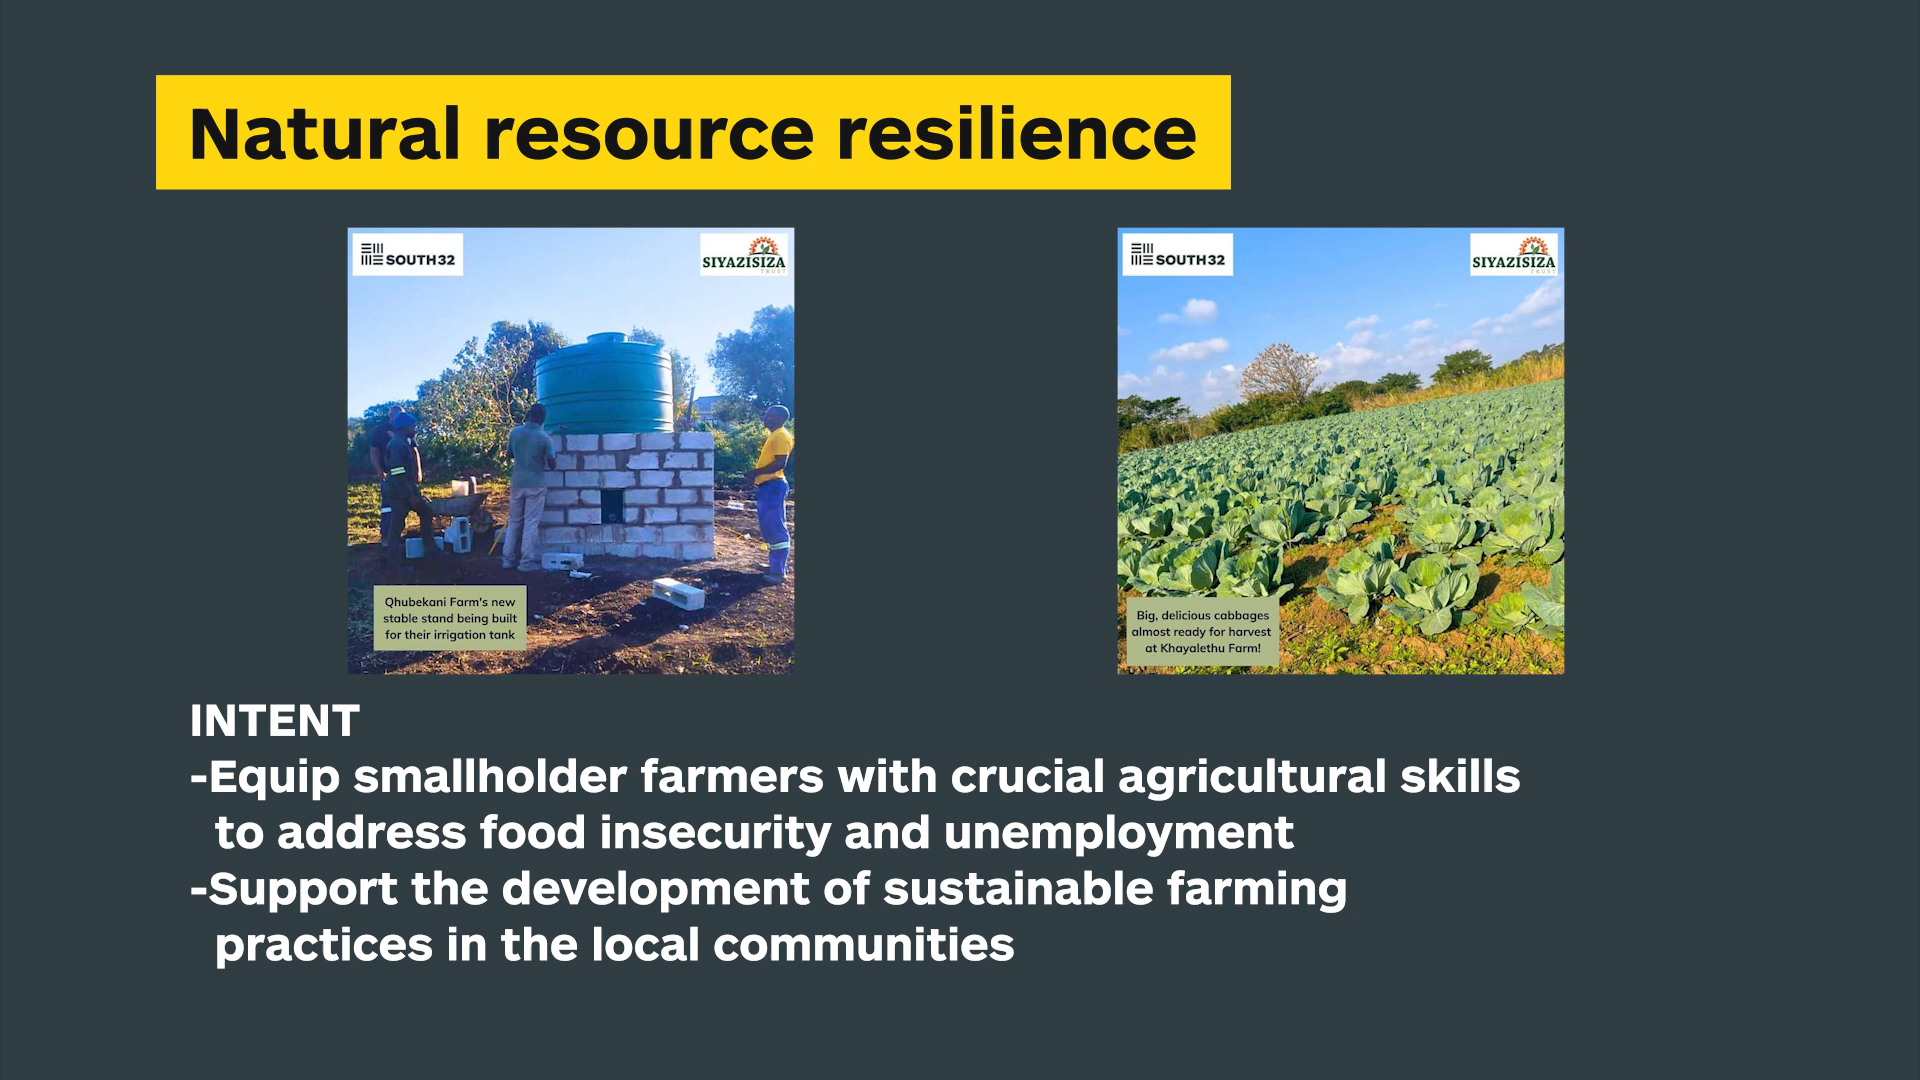 Natural resource resilience
SOUTH32
SIYAZISIZA
TRUST
Qhubekani Farm's new
stable stand being built
for their irrigation tank
SOUTH32
SIYAZISIZA
TRUST
Big, delicious cabbages
almost ready for harvest
at Khayalethu Farm!
INTENT
-Equip smallholder farmers with crucial agricultural skills
to address food insecurity and unemployment
-Support the development of sustainable farming
practices in the local communities